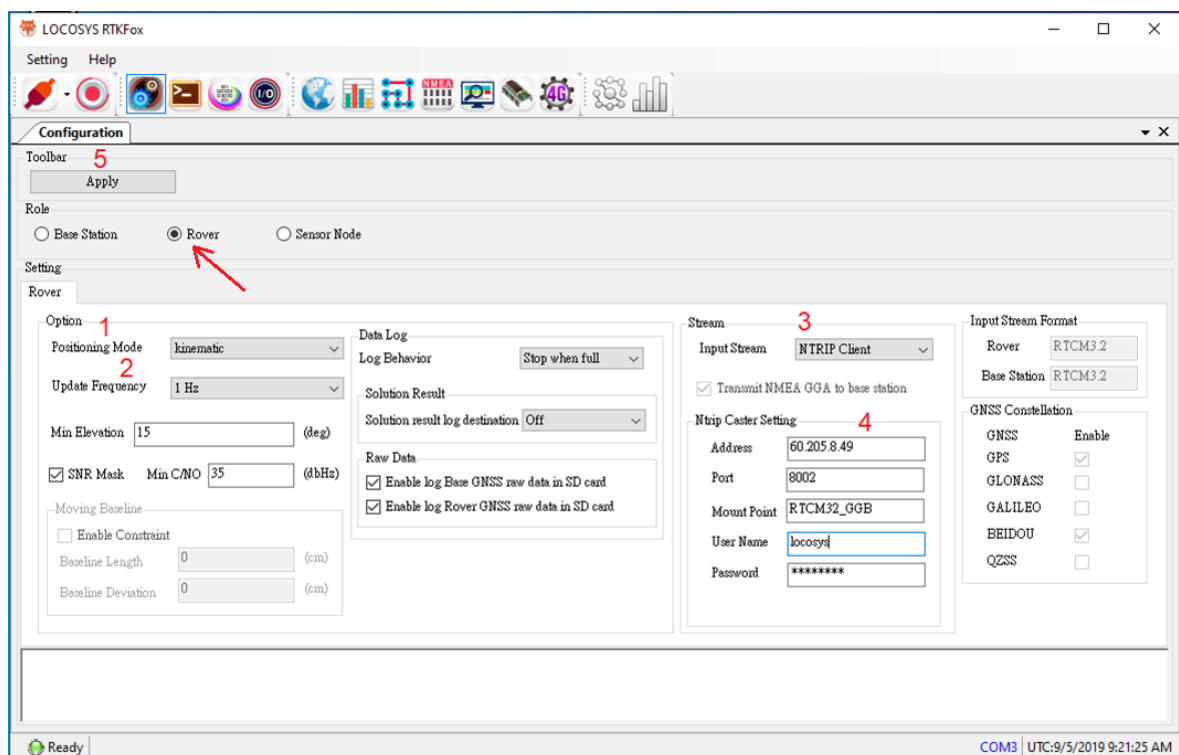 LOCOSYS RTKFox
Setting Help
NMEA
I/O
4G
Configuration
Toolbar
5
Apply
Role
Base Station Rover Sensor Node
Setting
Rover
Option
1
Positioning Mode kinematic
2
Update Frequency 1 Hz
Min Elevation 15 (deg)
SNR Mask Min C/NO 35 (dbHz)
Moving Baseline
Enable Constraint
Baseline Length 0 (cm)
Baseline Deviation 0 (cm)
Data Log
Log Behavior Stop when full
Solution Result
Solution result log destination Off
Raw Data
Enable log Base GNSS raw data in SD card
Enable log Rover GNSS raw data in SD card
Stream
3
Input Stream NTRIP Client
Transmit NMEA GGA to base station
Ntrip Caster Setting
4
Address 60.205.8.49
Port 8002
Mount Point RTCM32_GGB
User Name locosys
Password ********
Input Stream Format
Rover RTCM3.2
Base Station RTCM3.2
GNSS Constellation
GNSS Enable
GPS
GLONASS
GALILEO
BEIDOU
QZSS
Ready
COM3 UTC:9/5/2019 9:21:25 AM